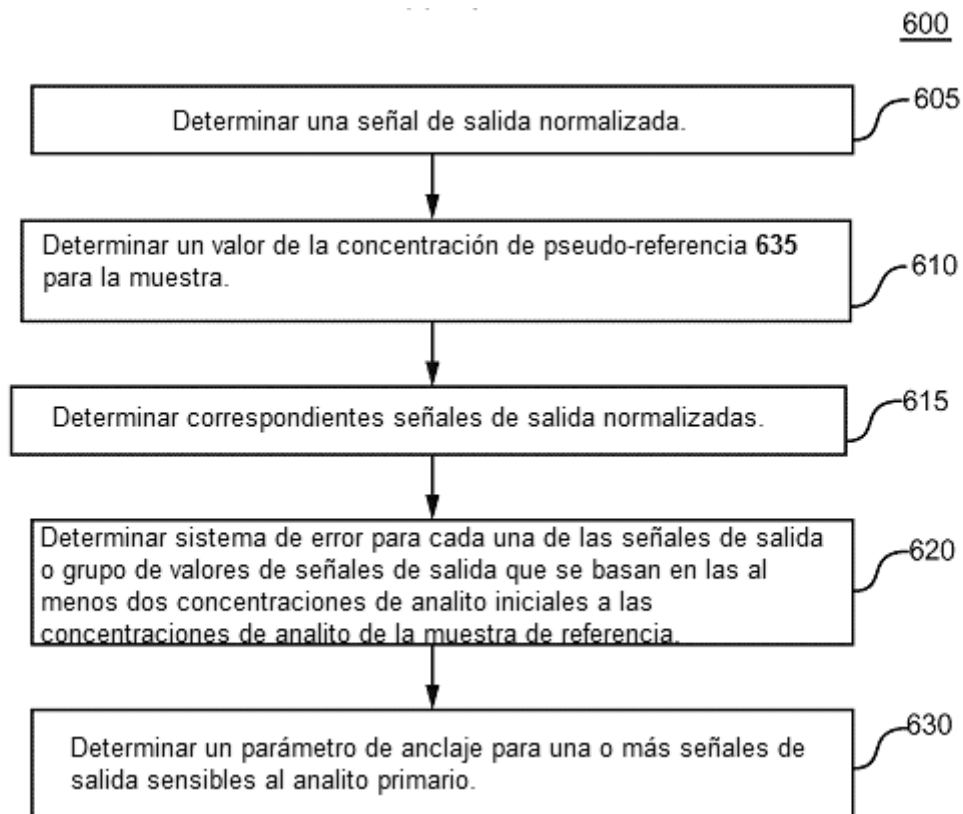 600
Determinar una señal de salida normalizada.
605
Determinar un valor de la concentración de pseudo-referencia 635
para la muestra.
610
Determinar correspondientes señales de salida normalizadas.
615
Determinar sistema de error para cada una de las señales de salida
o grupo de valores de señales de salida que se basan en las al
menos dos concentraciones de analito iniciales a las
concentraciones de analito de la muestra de referencia.
620
Determinar un parámetro de anclaje para una o más señales de
salida sensibles al analito primario.
630